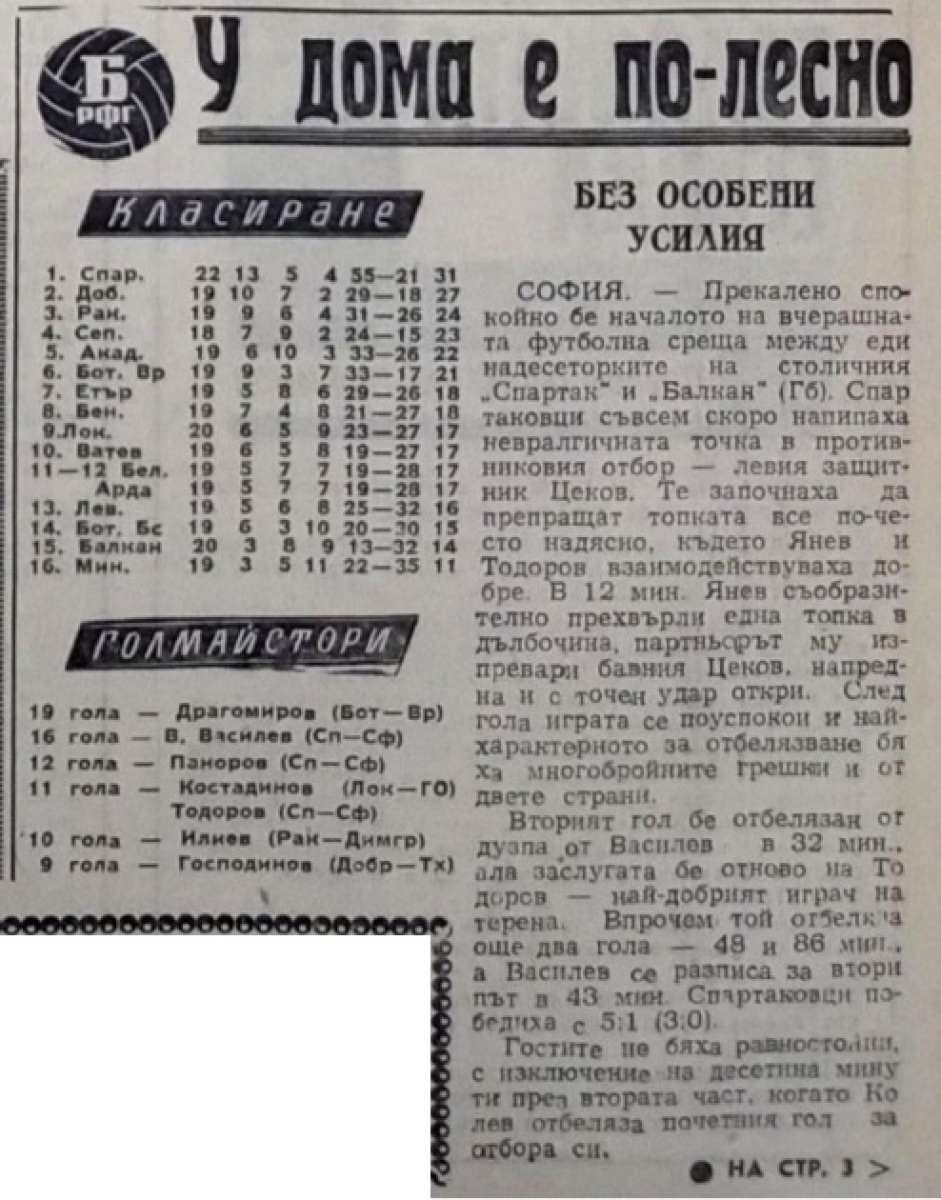 Б
РФГ
У дома е по-лесно
Класиране
1. Спар. 22 13 5 4 55—21 31
2. Доб. 19 10 7 2 29—18 27
3. Рак. 19 9 6 4 31—26 24
4. Сеп. 18 7 9 2 24—15 23
5. Акад. 19 6 10 3 33—26 22
6. Бот. Вр 19 9 3 7 33—17 21
7. Етър 19 5 8 6 29—26 18
8. Бен. 19 7 4 8 21—27 18
9. Лок. 20 6 5 9 23—27 17
10. Ватев 19 6 5 8 19—27 17
11—12 Бел. 19 5 7 7 19—28 17
Арда 19 5 7 7 19—28 17
13. Лев. 19 5 6 8 25—32 16
14. Бот. Бс 19 6 3 10 20—30 15
15. Балкан 20 3 8 9 13—32 14
16. Мин. 19 3 5 11 22—35 11
ГОЛМАЙСТОРИ
19 гола — Драгомиров (Бот—Вр)
16 гола — В. Василев (Сп—Сф)
12 гола — Паноров (Сп—Сф)
11 гола — Костадинов (Лок—ГО)
Тодоров (Сп—Сф)
10 гола — Илиев (Рак—Димгр)
9 гола — Господинов (Добр—Тх)
БЕЗ ОСОБЕНИ
УСИЛИЯ
СОФИЯ. — Прекалено спо-
койно бе началото на вчерашна-
та футболна среща между еди
надесеторките на столичния
„Спартак" и „Балкан" (Гб). Спар
таковци съвсем скоро напипаха
невралгичната точка в против-
никовия отбор — левия защит-
ник Цеков. Те започнаха да
препращат топката все по-че-
сто надясно, където Янев и
Тодоров взаимодействуваха до-
бре. В 12 мин. Янев съобрази-
телно прехвърли една топка в
дълбочина, партньорът му из-
превари бавния Цеков, напред-
на и с точен удар откри. След
гола играта се поуспокои и най-
характерното за отбелязване бя
ха многобройните грешки и от
двете страни.
Вторият гол бе отбелязан от
дузпа от Василев в 32 мин.,
ала заслугата бе отново на То
доров — най-добрият играч на
терена. Впрочем той отбеляза
още два гола — 48 и 86 мин.,
а Василев се разписа за втори
път в 43 мин. Спартаковци по-
бедиха с 5:1 (3:0).
Гостите не бяха равностойни,
с изключение на десетина мину
ти през втората част, когато Ко
лев отбеляза почетния гол за
отбора си.
НА СТР. 3 >